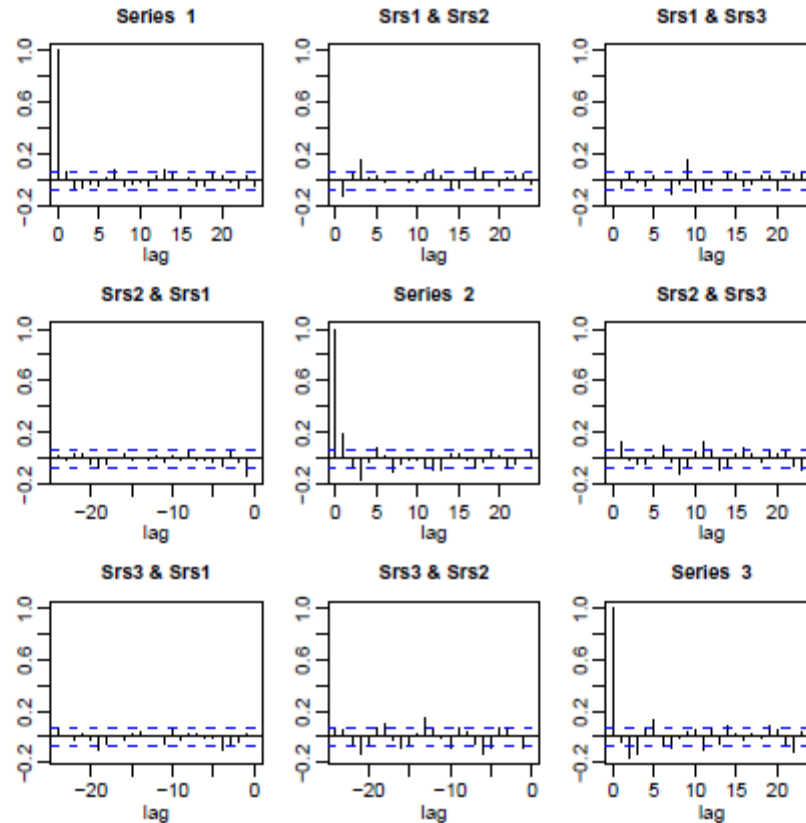 Series 1
Srs1 & Srs2
Srs1 & Srs3
1.0
0.6
0.2
−0.2
0 5 10 15 20
lag
1.0
0.6
0.2
−0.2
0 5 10 15 20
lag
1.0
0.6
0.2
−0.2
0 5 10 15 20
lag
Srs2 & Srs1
Series 2
Srs2 & Srs3
1.0
0.6
0.2
−0.2
−20 −10 0
lag
1.0
0.6
0.2
−0.2
0 5 10 15 20
lag
1.0
0.6
0.2
−0.2
0 5 10 15 20
lag
Srs3 & Srs1
Srs3 & Srs2
Series 3
1.0
0.6
0.2
−0.2
−20 −10 0
lag
1.0
0.6
0.2
−0.2
−20 −10 0
lag
1.0
0.6
0.2
−0.2
0 5 10 15 20
lag